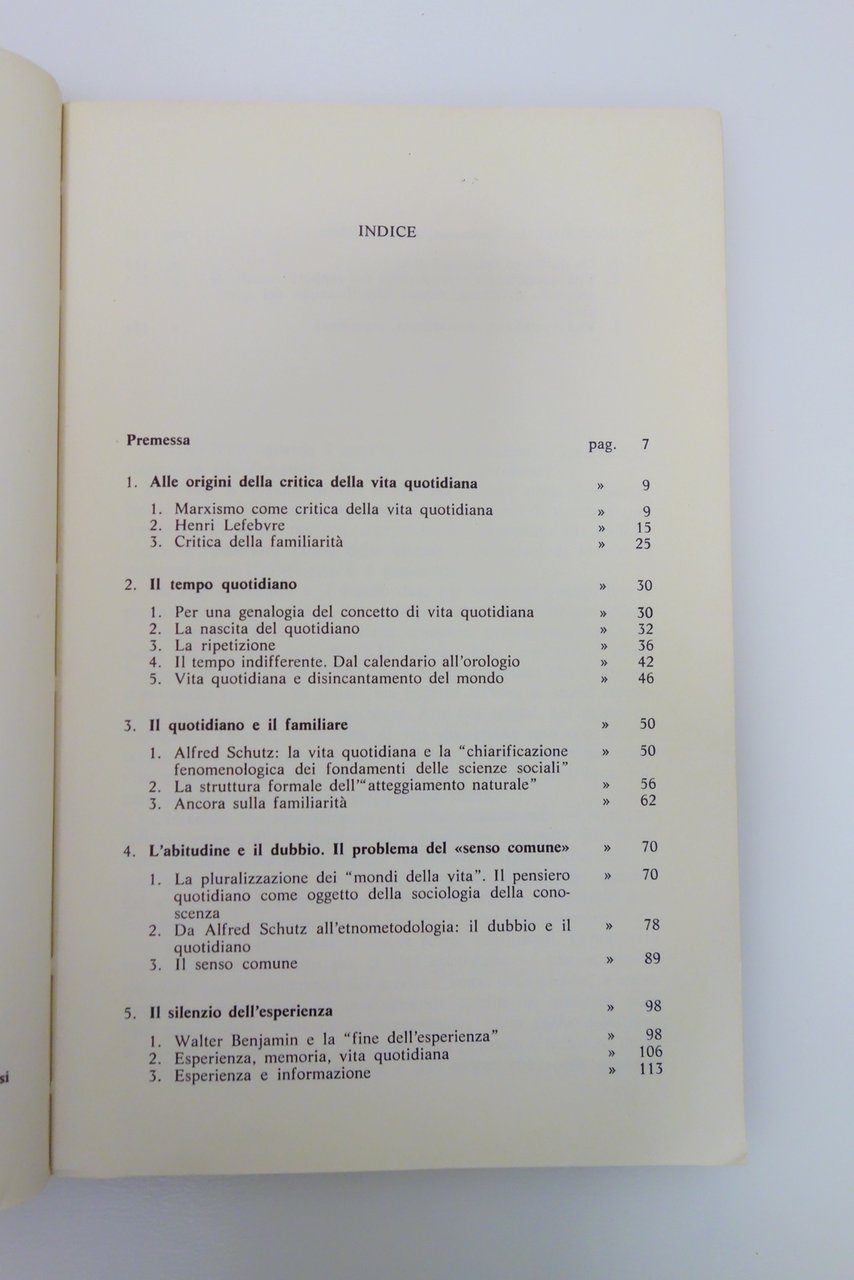 INDICE
Premessa pag. 7
1. Alle origini della critica della vita quotidiana » 9
1. Marxismo come critica della vita quotidiana » 9
2. Henri Lefebvre » 15
3. Critica della familiarità » 25
2. Il tempo quotidiano » 30
1. Per una genalogia del concetto di vita quotidiana » 30
2. La nascita del quotidiano » 32
3. La ripetizione » 36
4. Il tempo indifferente. Dal calendario all'orologio » 42
5. Vita quotidiana e disincantamento del mondo » 46
3. Il quotidiano e il familiare » 50
1. Alfred Schutz: la vita quotidiana e la "chiarificazione » 50
fenomenologica dei fondamenti delle scienze sociali"
2. La struttura formale dell'"atteggiamento naturale" » 56
3. Ancora sulla familiarità » 62
4. L'abitudine e il dubbio. Il problema del «senso comune» » 70
1. La pluralizzazione dei "mondi della vita". Il pensiero » 70
quotidiano come oggetto della sociologia della cono-
scenza
2. Da Alfred Schutz all'etnometodologia: il dubbio e il » 78
quotidiano
3. Il senso comune » 89
5. Il silenzio dell'esperienza » 98
1. Walter Benjamin e la "fine dell'esperienza" » 98
2. Esperienza, memoria, vita quotidiana » 106
3. Esperienza e informazione » 113
si